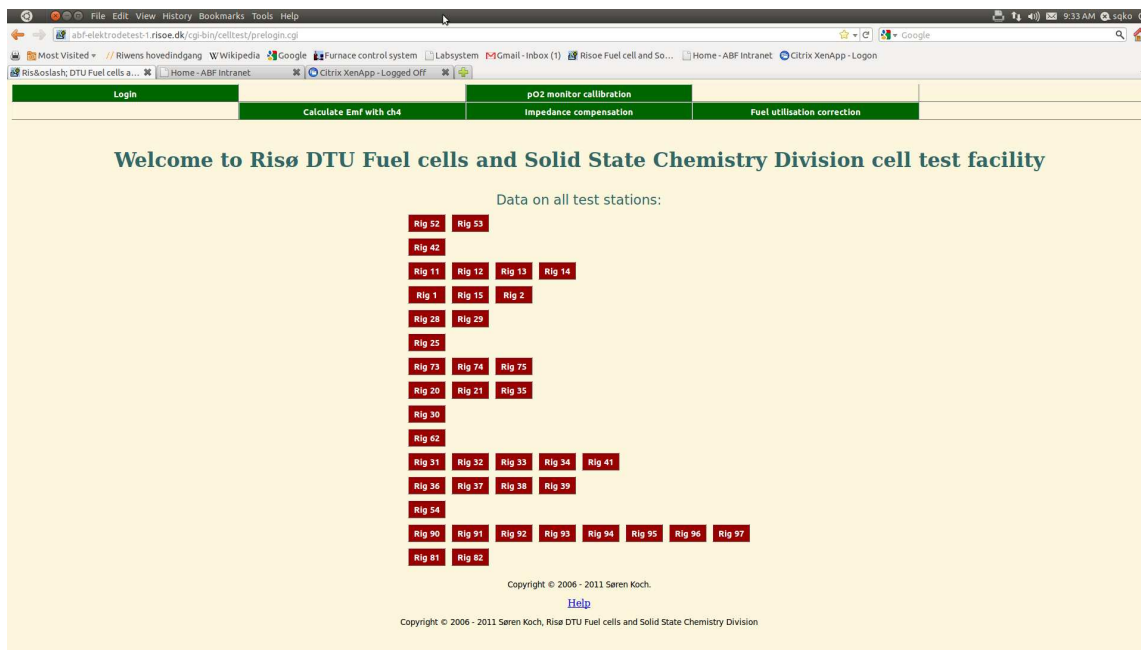 File Edit View History Bookmarks Tools Help 9:33 AM sqko
abf-elektrodetest-1.risoe.dk/cgi-bin/celltest/prelogin.cgi Google
Most Visited // Riwens hovedindgang W Wikipedia Google Furnace control system Labsystem Gmail - Inbox (1) Risoe Fuel cell and So... Home - ABF Intranet Citrix XenApp - Logon
Ris&oslash; DTU Fuel cells a... Home - ABF Intranet Citrix XenApp - Logged Off
Login pO2 monitor callibration
Calculate Emf with ch4 Impedance compensation Fuel utilisation correction
Welcome to Risø DTU Fuel cells and Solid State Chemistry Division cell test facility
Data on all test stations:
Rig 52 Rig 53
Rig 42
Rig 11 Rig 12 Rig 13 Rig 14
Rig 1 Rig 15 Rig 2
Rig 28 Rig 29
Rig 25
Rig 73 Rig 74 Rig 75
Rig 20 Rig 21 Rig 35
Rig 30
Rig 62
Rig 31 Rig 32 Rig 33 Rig 34 Rig 41
Rig 36 Rig 37 Rig 38 Rig 39
Rig 54
Rig 90 Rig 91 Rig 92 Rig 93 Rig 94 Rig 95 Rig 96 Rig 97
Rig 81 Rig 82
Copyright © 2006 - 2011 Søren Koch.
Help
Copyright © 2006 - 2011 Søren Koch, Risø DTU Fuel cells and Solid State Chemistry Division